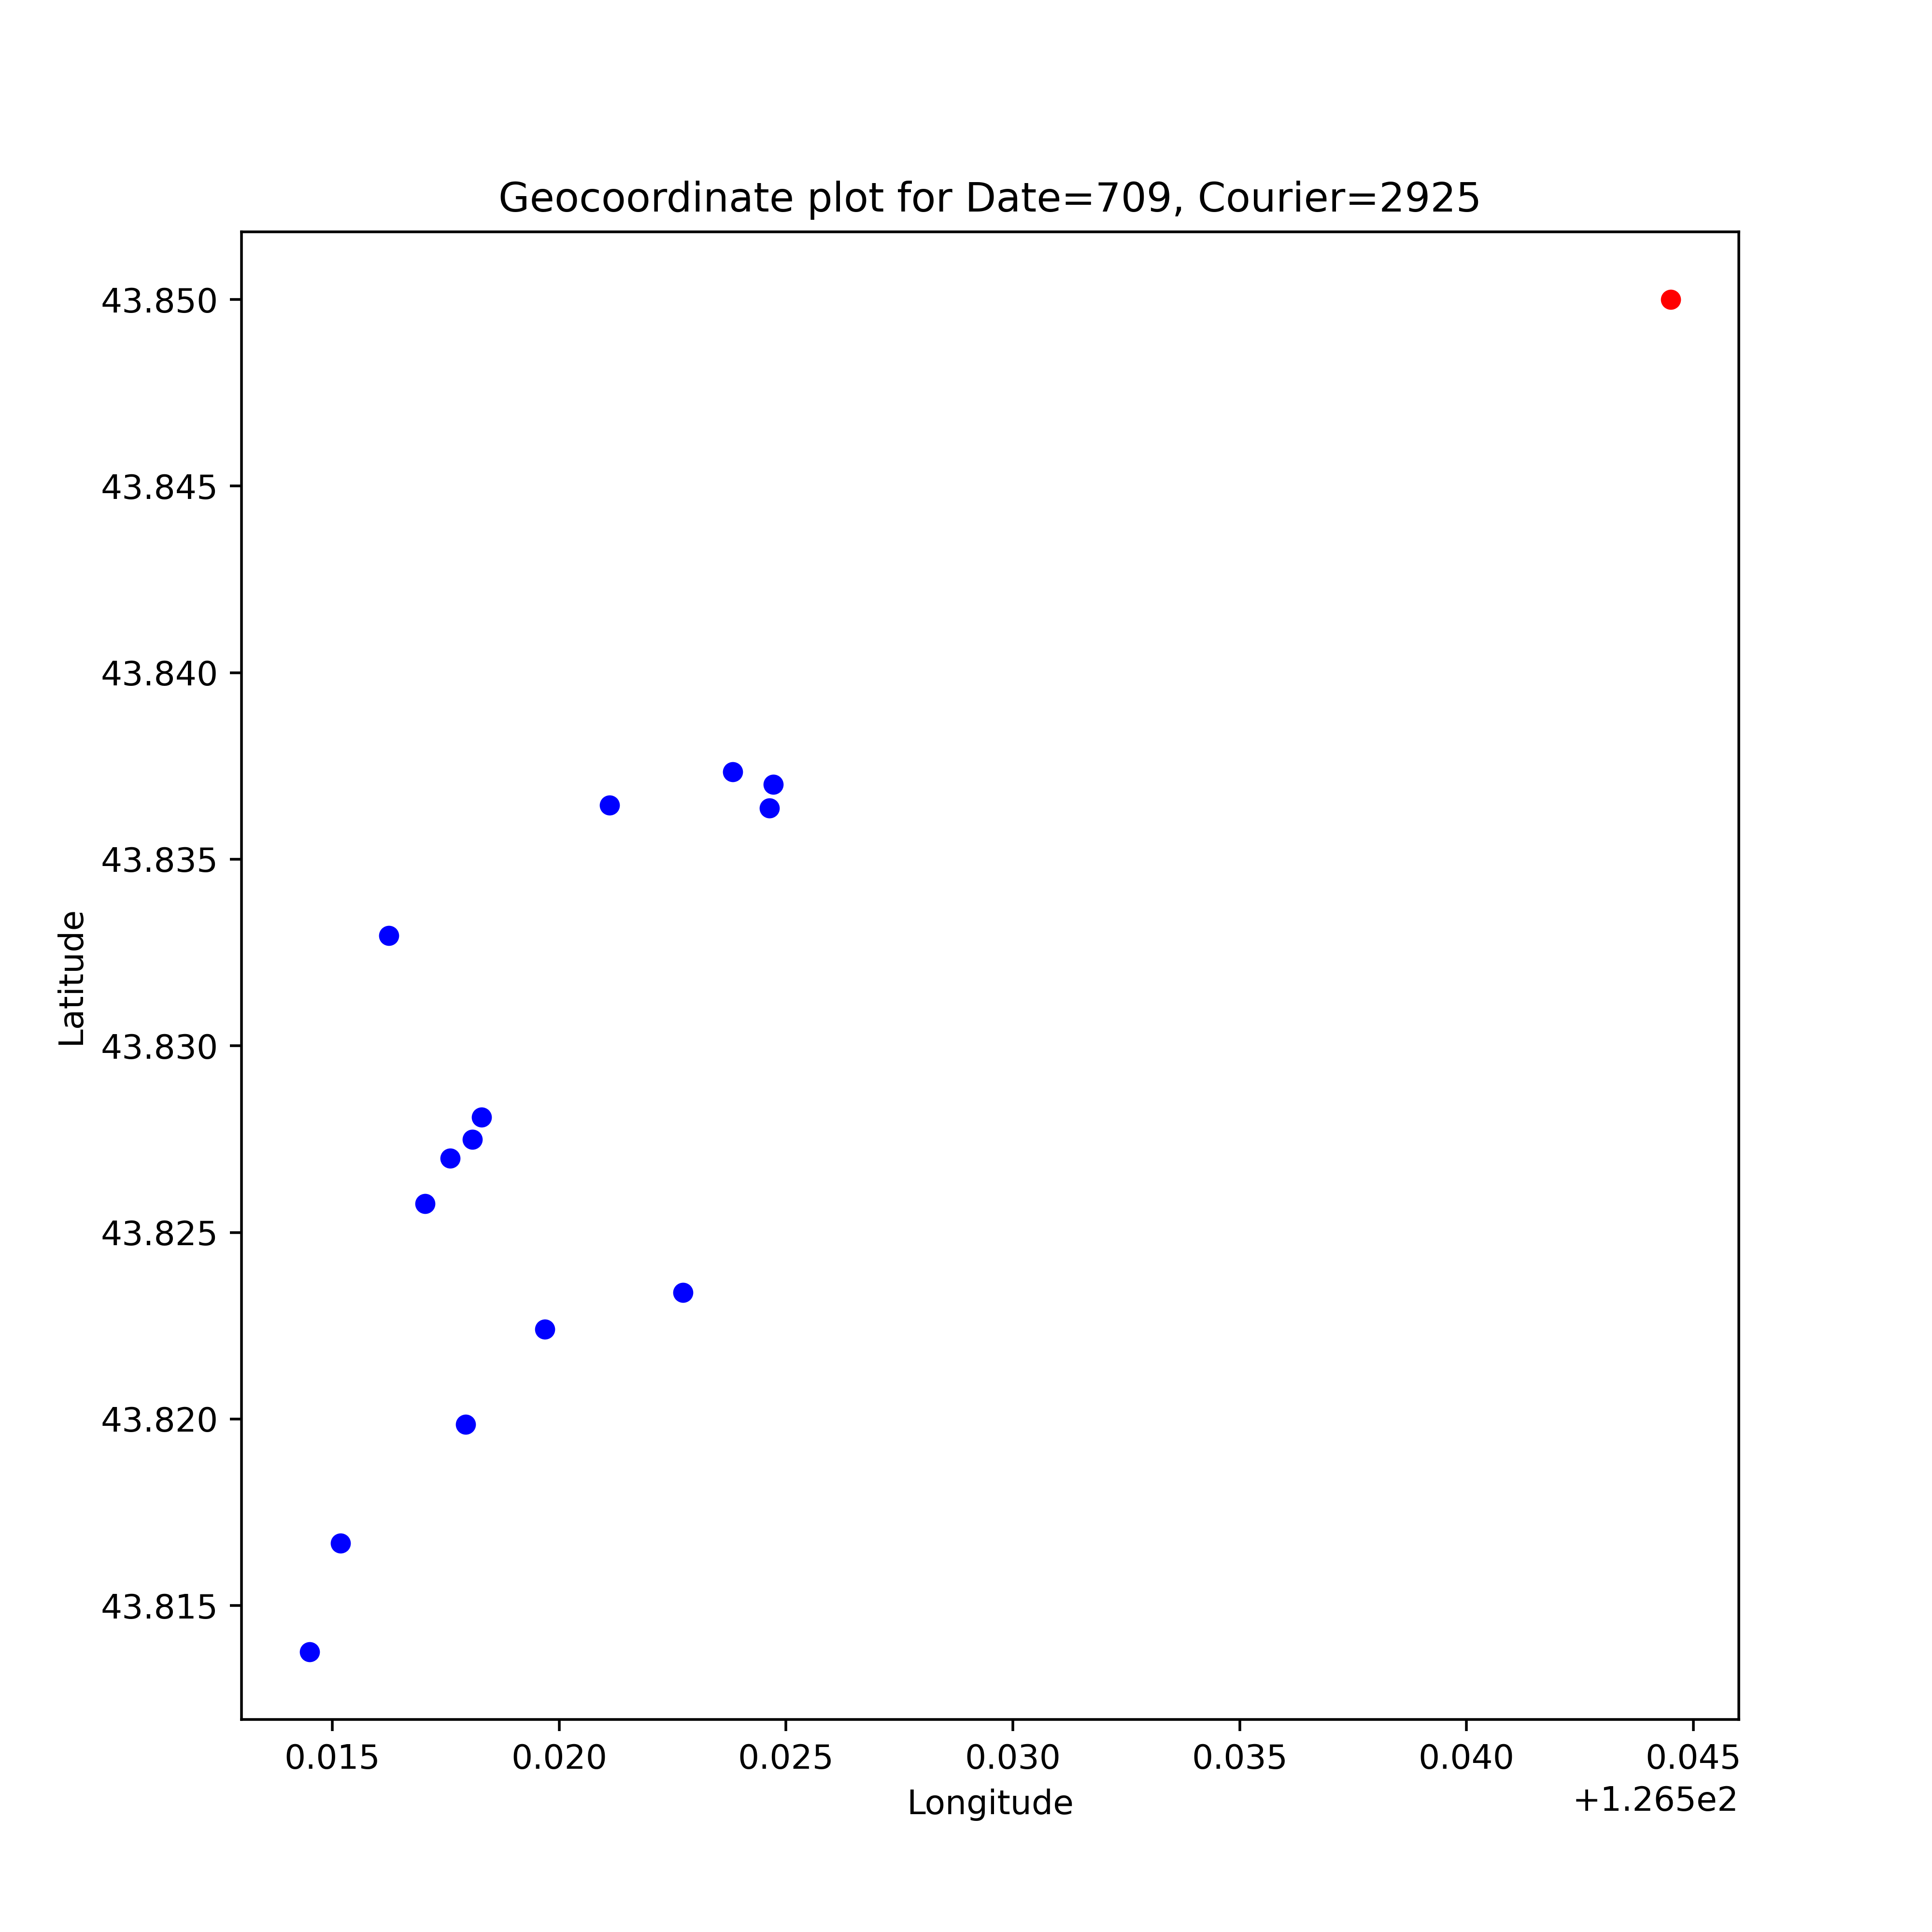 Geocoordinate plot for Date=709, Courier=2925
43.850
43.845
43.840
43.835
43.830
43.825
43.820
43.815
Latitude
0.015 0.020 0.025 0.030 0.035 0.040 0.045
+1.265e2
Longitude